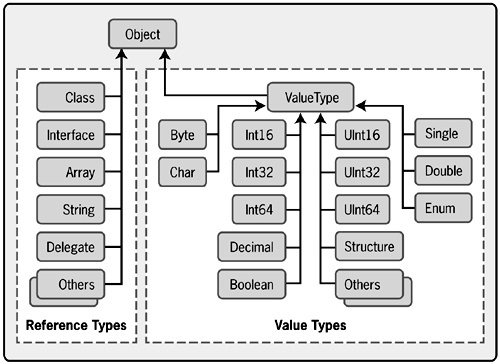 Object
Class
Interface
Array
String
Delegate
Others
Reference Types
ValueType
Byte
Char
Int16
Int32
Int64
Decimal
Boolean
UInt16
UInt32
UInt64
Structure
Others
Single
Double
Enum
Value Types